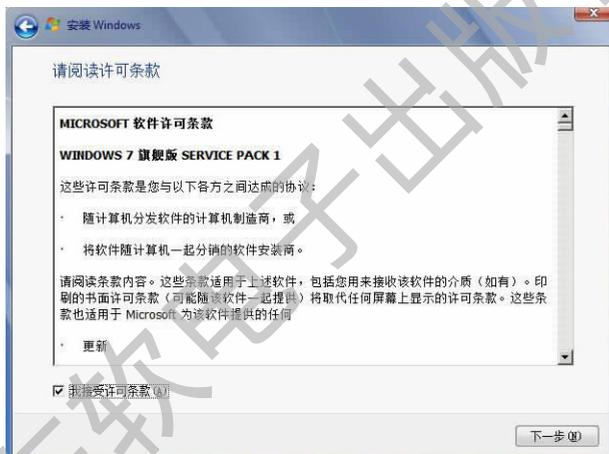 安装 Windows
请阅读许可条款
MICROSOFT 软件许可条款
WINDOWS 7 旗舰版 SERVICE PACK 1
这些许可条款是您与以下各方之间达成的协议：
· 随计算机分发软件的计算机制造商，或
· 将软件随计算机一起分销的软件安装商。
请阅读条款内容。这些条款适用于上述软件，包括您用来接收该软件的介质（如有）。印
刷的书面许可条款（可能随该软件一起提供）将取代任何屏幕上显示的许可条款。这些条
款也适用于 Microsoft 为该软件提供的任何
· 更新
我接受许可条款(A)
下一步(N)
软电子出版